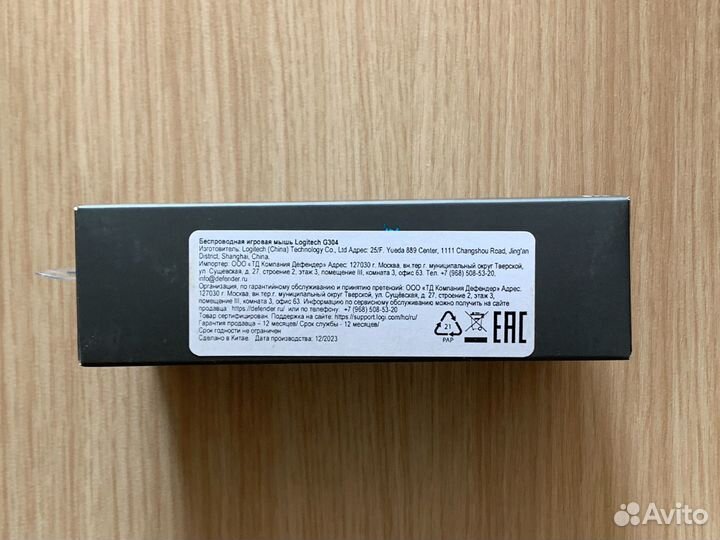 Беспроводная игровая мышь Logitech G304
Изготовитель: Logitech (China) Technology Co., Ltd Адрес: 25/F. Yueda 889 Center, 1111 Changshou Road, Jing'an
District, Shanghai, China.
Импортер: ООО «ТД Компания Дефендер» Адрес: 127030 г. Москва, вн.тер.г. муниципальный округ Тверской,
ул. Сущёвская, д. 27, строение 2, этаж 3, помещение III, комната 3, офис 63. Тел. +7 (968) 508-53-20,
info@defender.ru
Организация, по гарантийному обслуживанию и принятию претензий: ООО «ТД Компания Дефендер» Адрес.
127030 г. Москва, вн.тер.г. муниципальный округ Тверской, ул. Сущёвская, д. 27, строение 2, этаж 3,
помещение III, комната 3, офис 63 Информацию по сервисному обслуживанию можно получить на сайте
продавца https://defender.ru/ или по телефону +7 (968) 508-53-20
Товар сертифицирован. Поддержка на сайте: https://support.logi.com/hc/ru/
Гарантия продавца – 12 месяцев/ Срок службы - 12 месяцев/
Срок годности не ограничен
Сделано в Китае. Дата производства: 12/2023
21
PAP
EAC
Avito